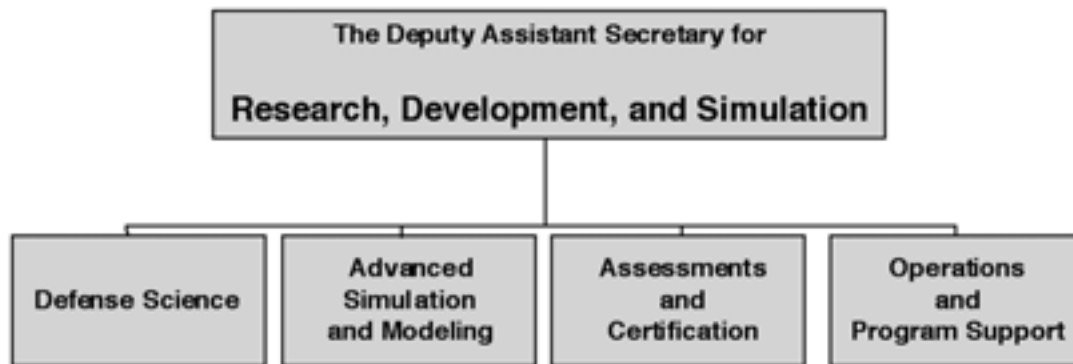 The Deputy Assistant Secretary for
Research, Development, and Simulation
Defense Science
Advanced
Simulation
and Modeling
Assessments
and
Certification
Operations
and
Program Support